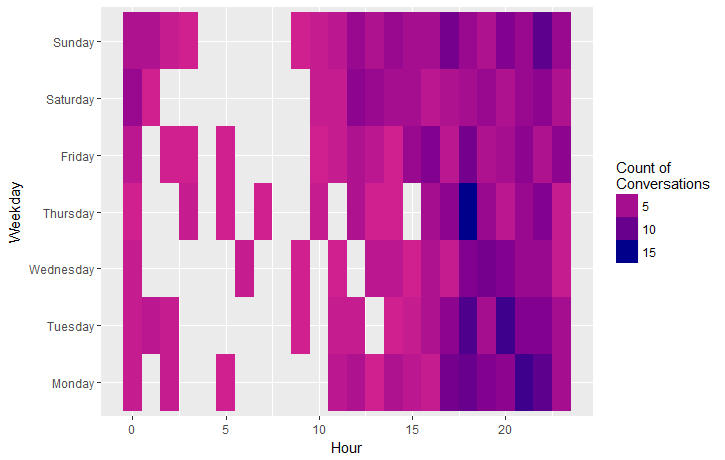 Sunday
Saturday
Friday
Thursday
Wednesday
Tuesday
Monday
Weekday
0 5 10 15 20
Hour
Count of
Conversations
5
10
15